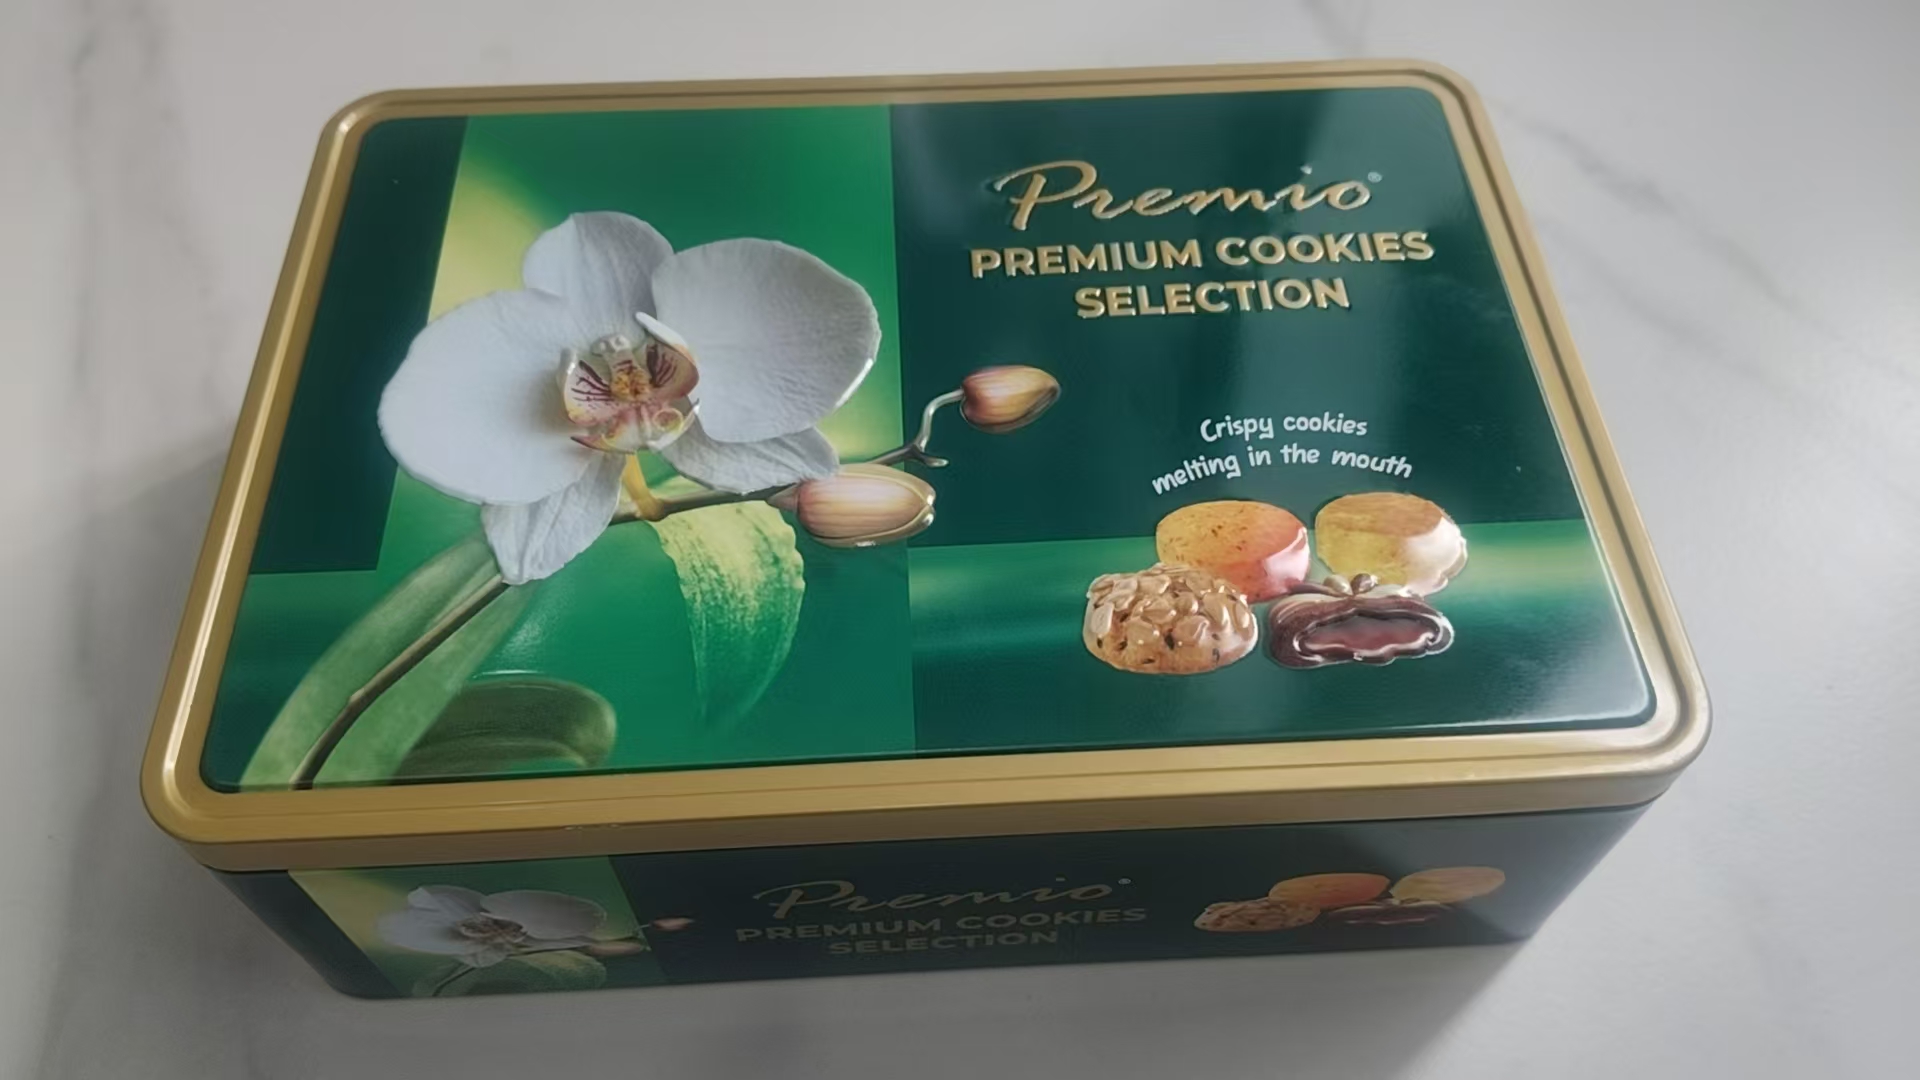 Premio®
PREMIUM COOKIES
SELECTION
Crispy cookies
melting in the mouth
Premio®
PREMIUM COOKIES
SELECTION